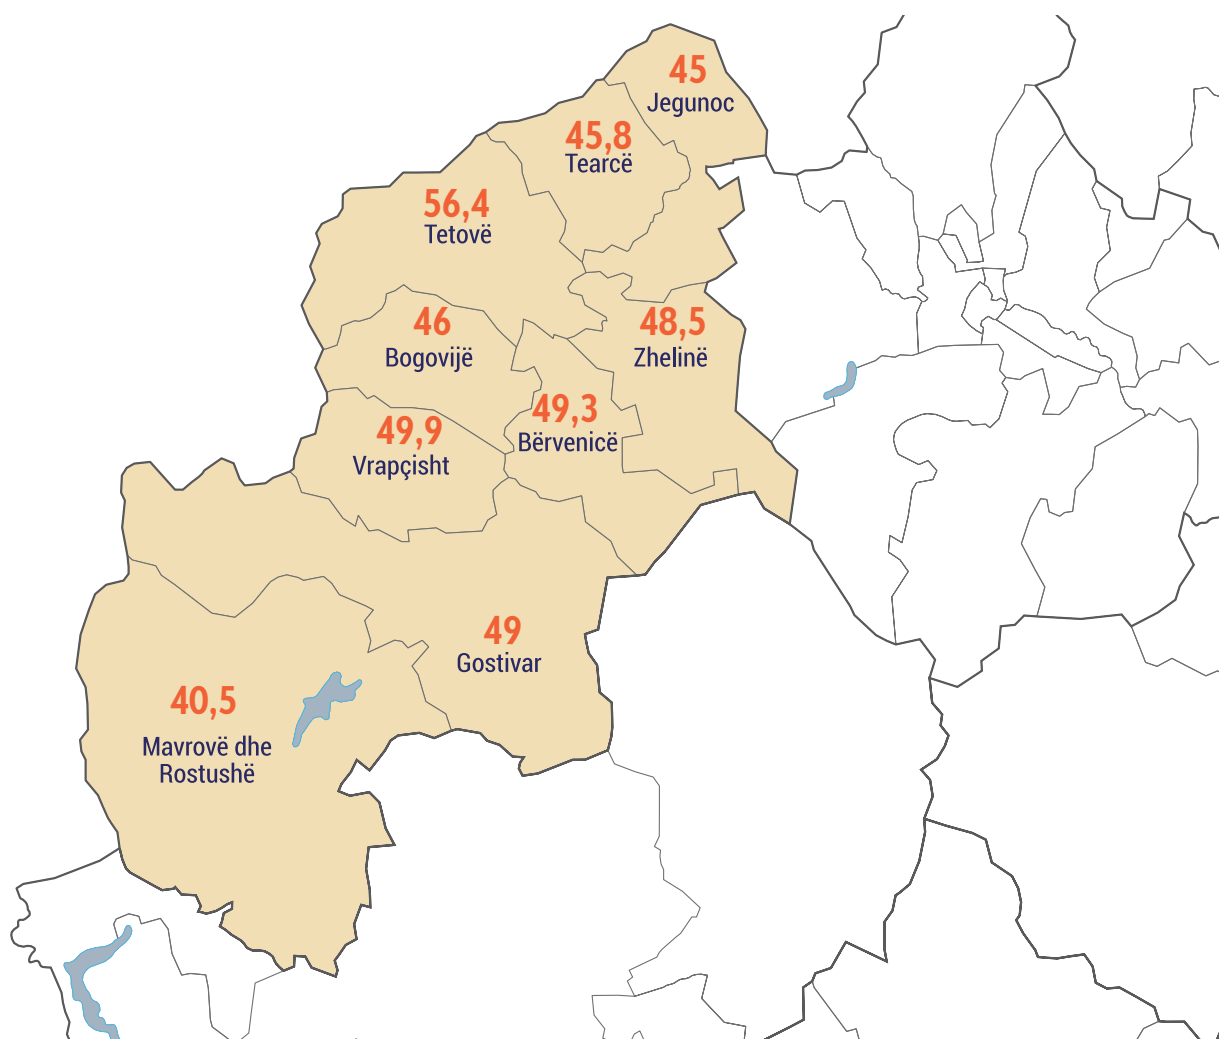 45
Jegunoc
45,8
Tearcë
56,4
Tetovë
46
Bogovijë
48,5
Zhelinë
49,3
Bërvenicë
49,9
Vrapçisht
49
Gostivar
40,5
Mavrovë dhe
Rostushë